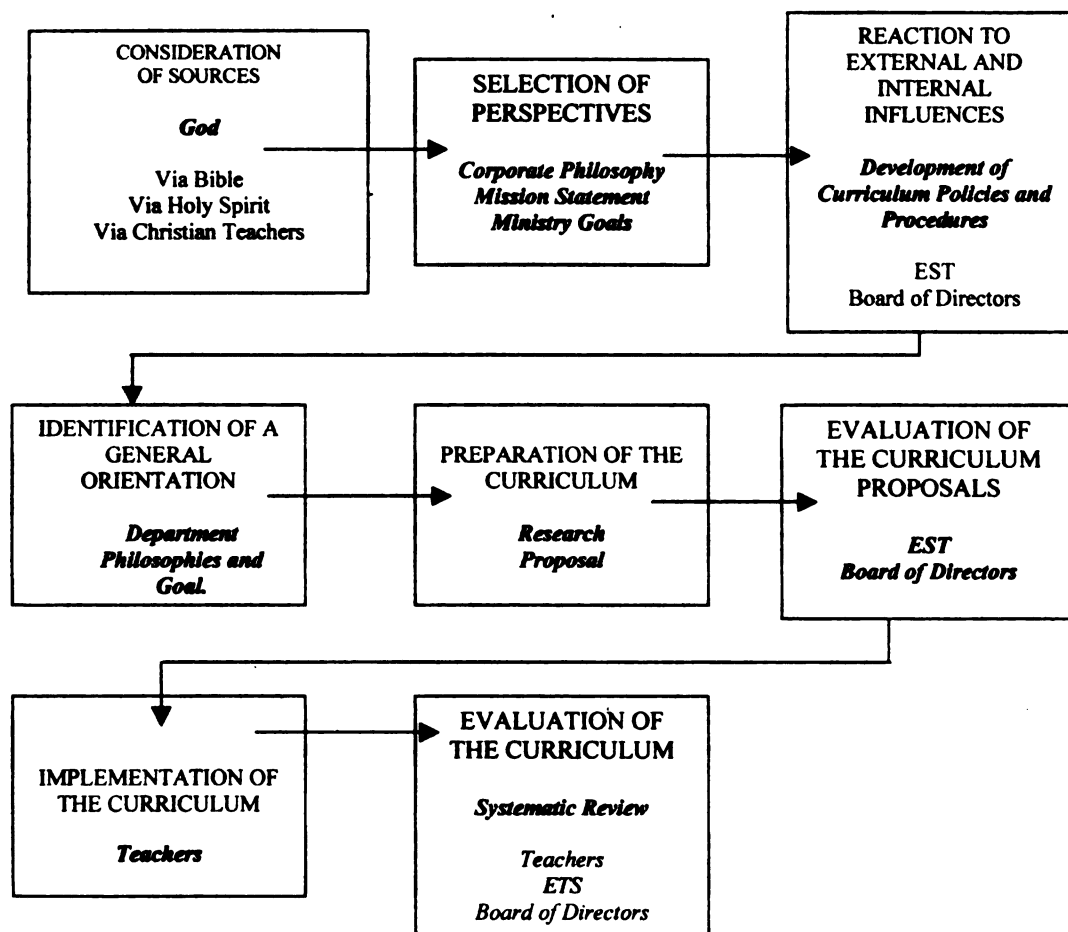 CONSIDERATION
OF SOURCES
God
Via Bible
Via Holy Spirit
Via Christian Teachers
SELECTION OF
PERSPECTIVES
Corporate Philosophy
Mission Statement
Ministry Goals
REACTION TO
EXTERNAL AND
INTERNAL
INFLUENCES
Development of
Curriculum Policies and
Procedures
EST
Board of Directors
IDENTIFICATION OF A
GENERAL
ORIENTATION
Department
Philosophies and
Goal.
PREPARATION OF THE
CURRICULUM
Research
Proposal
EVALUATION OF
THE CURRICULUM
PROPOSALS
EST
Board of Directors
IMPLEMENTATION OF
THE CURRICULUM
Teachers
EVALUATION OF
THE CURRICULUM
Systematic Review
Teachers
ETS
Board of Directors